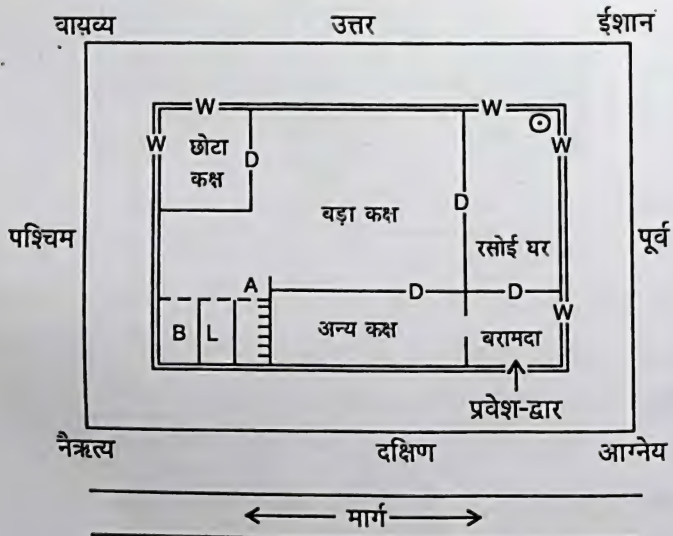 वायव्य उत्तर ईशान
W W
W W
छोटा
कक्ष
D
बड़ा कक्ष
D
पश्चिम
रसोई घर
पूर्व
A
D D
W
B L
अन्य कक्ष
बरामदा
प्रवेश-द्वार
नैऋत्य दक्षिण आग्नेय
मार्ग